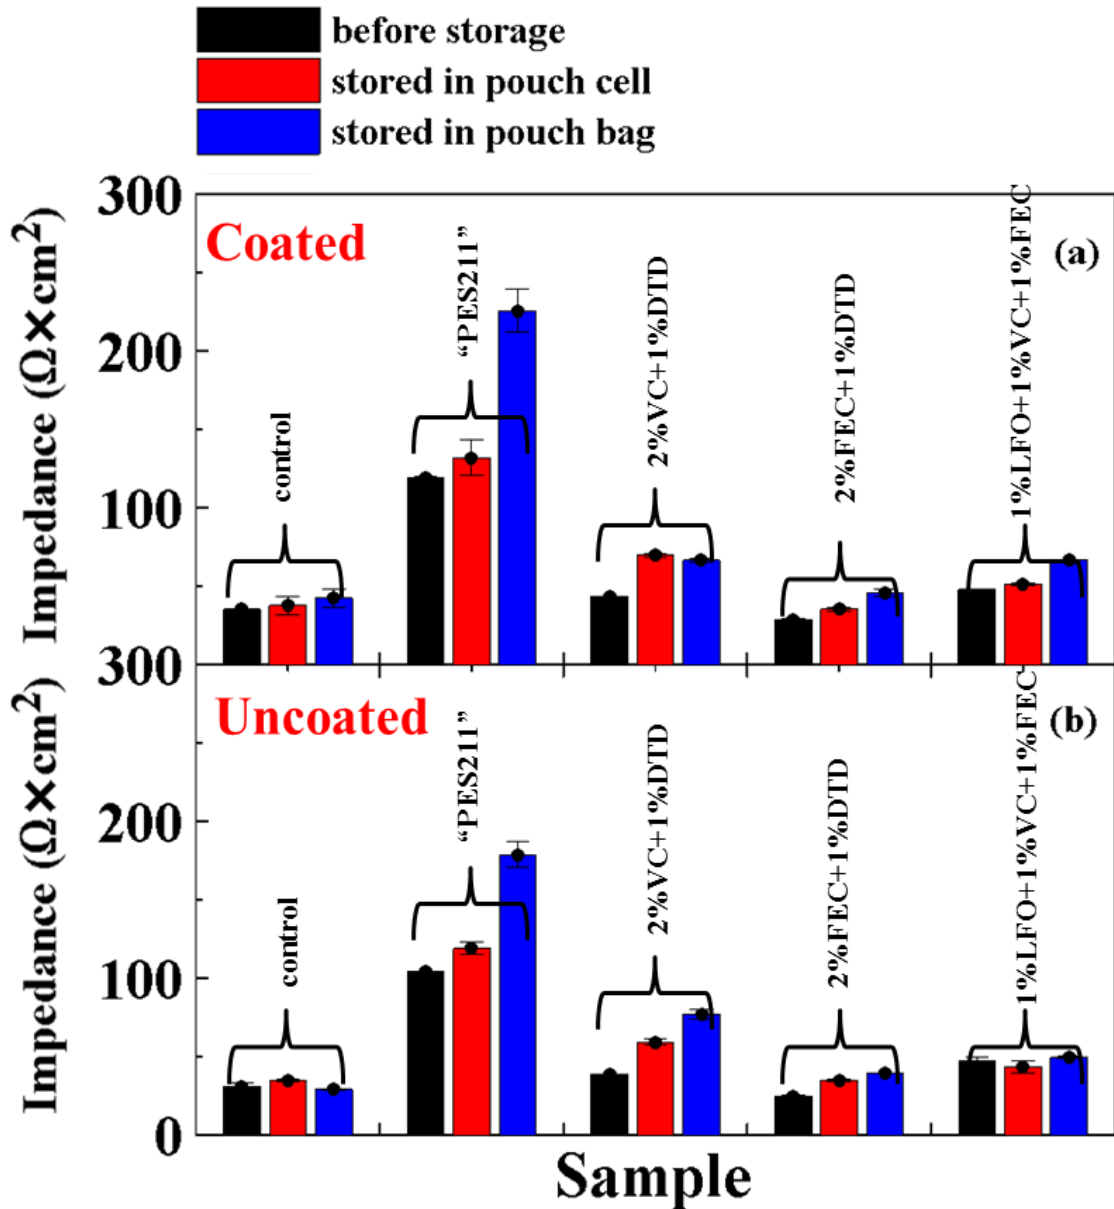 before storage
stored in pouch cell
stored in pouch bag
300
200
100
300
Impedance (Ω×cm²)
Coated
(a)
control
“PES211”
2%VC+1%DTD
2%FEC+1%DTD
1%LFO+1%VC+1%FEC
200
100
0
Impedance (Ω×cm²)
Uncoated
(b)
control
“PES211”
2%VC+1%DTD
2%FEC+1%DTD
1%LFO+1%VC+1%FEC
Sample